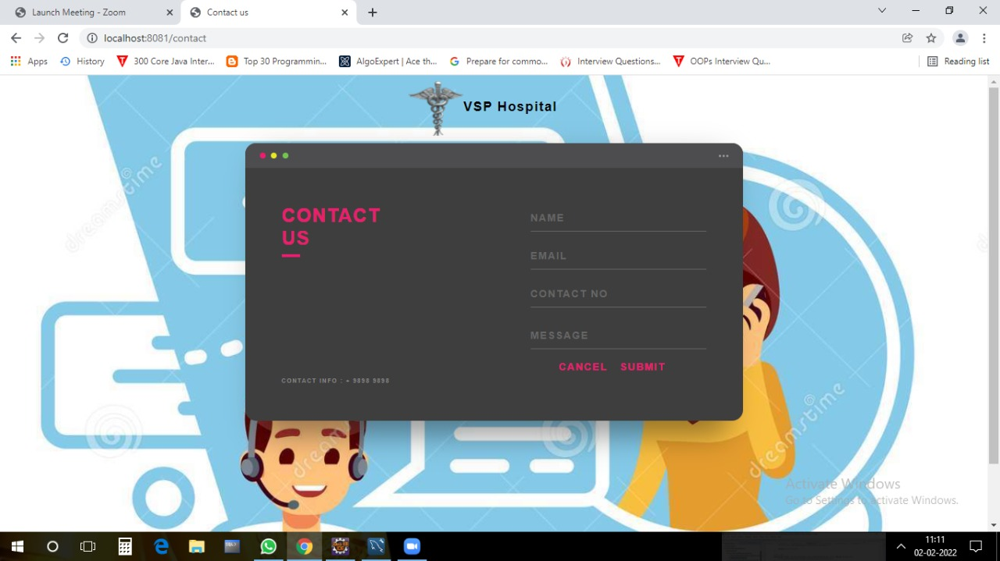 Launch Meeting - Zoom
Contact us
localhost:8081/contact
Apps
History
300 Core Java Inter...
Top 30 Programmin...
AlgoExpert | Ace th...
Prepare for commo...
Interview Questions...
OOPs Interview Qu...
Reading list
VSP Hospital
dreamstime
CONTACT
US
NAME
EMAIL
CONTACT NO
MESSAGE
CANCEL SUBMIT
CONTACT INFO : + 9898 9898
dreamstime
dreamstime
Activate Windows
Go to Settings to activate Windows.
11:11
02-02-2022